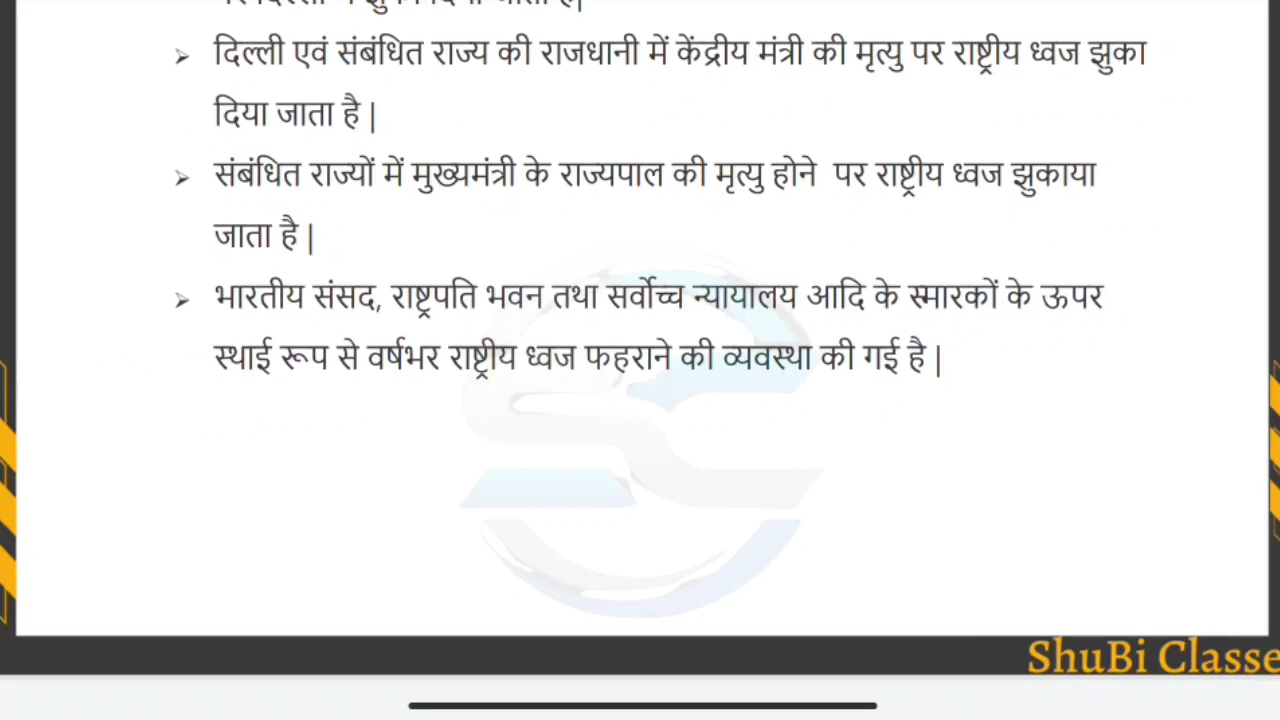 दिल्ली एवं संबंधित राज्य की राजधानी में केंद्रीय मंत्री की मृत्यु पर राष्ट्रीय ध्वज झुका
दिया जाता है |
संबंधित राज्यों में मुख्यमंत्री के राज्यपाल की मृत्यु होने पर राष्ट्रीय ध्वज झुकाया
जाता है |
भारतीय संसद, राष्ट्रपति भवन तथा सर्वोच्च न्यायालय आदि के स्मारकों के ऊपर
स्थाई रूप से वर्षभर राष्ट्रीय ध्वज फहराने की व्यवस्था की गई है |
ShuBi Classe